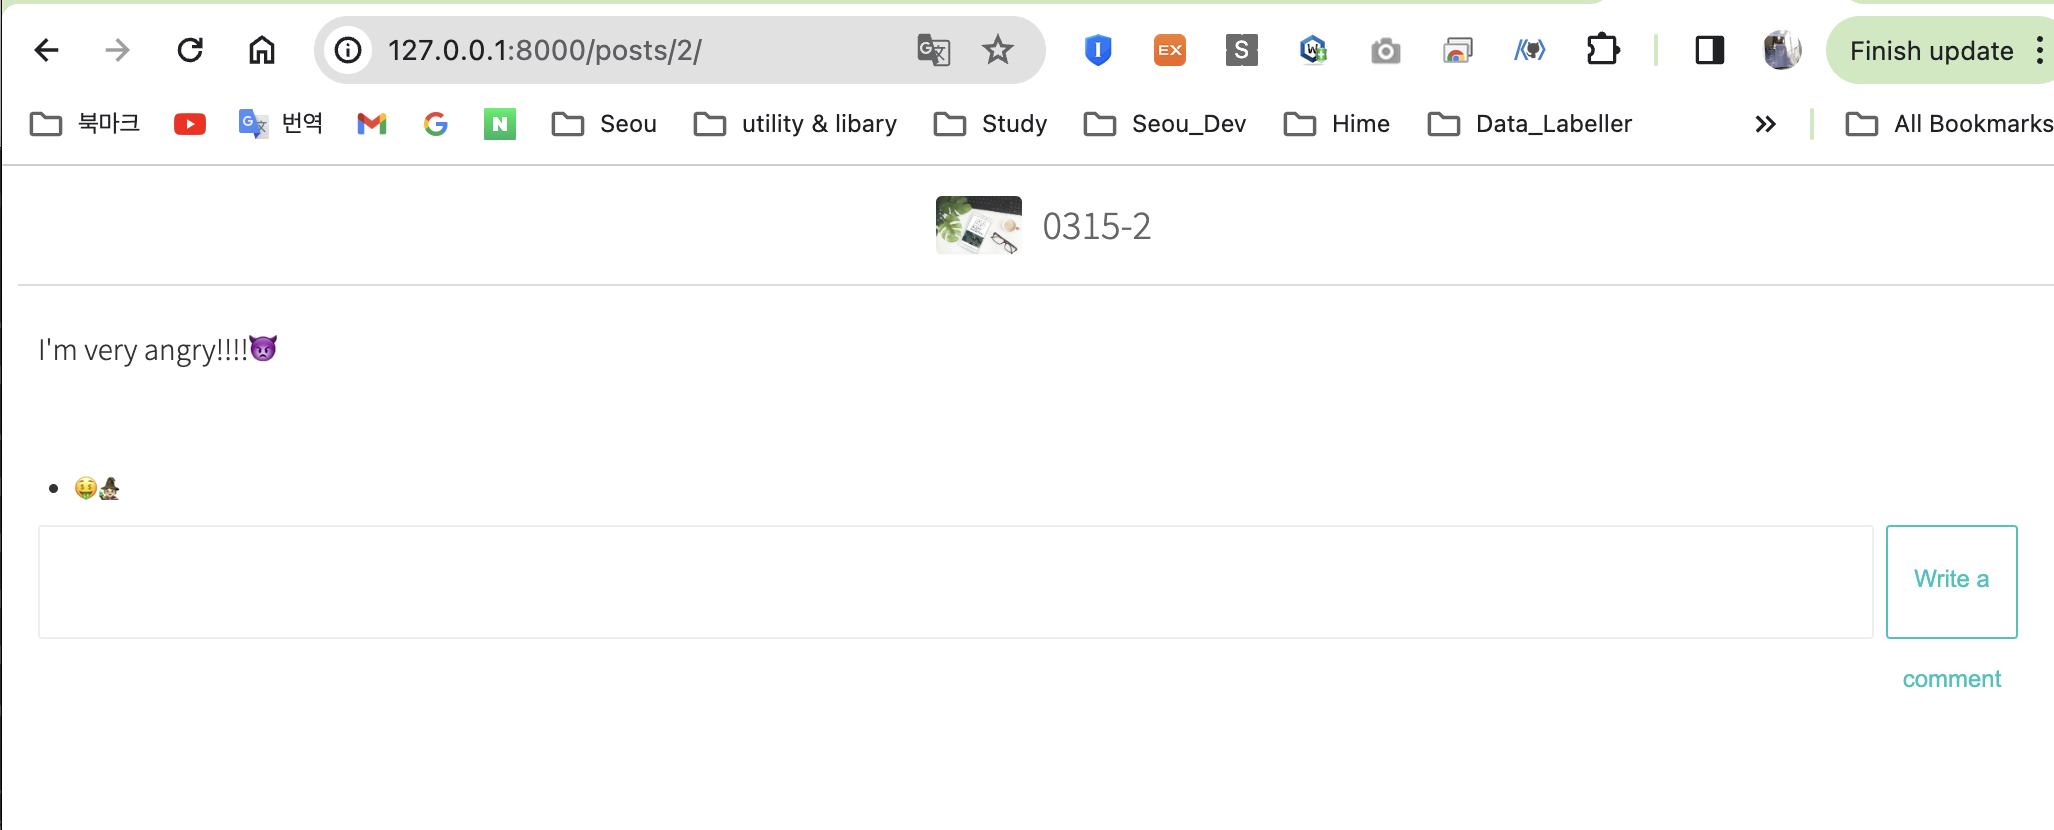 127.0.0.1:8000/posts/2/
EX
S
Finish update
북마크
번역
N
Seou
utility & libary
Study
Seou_Dev
Hime
Data_Labeller
All Bookmarks
0315-2
I'm very angry!!!!👿
Write a
comment